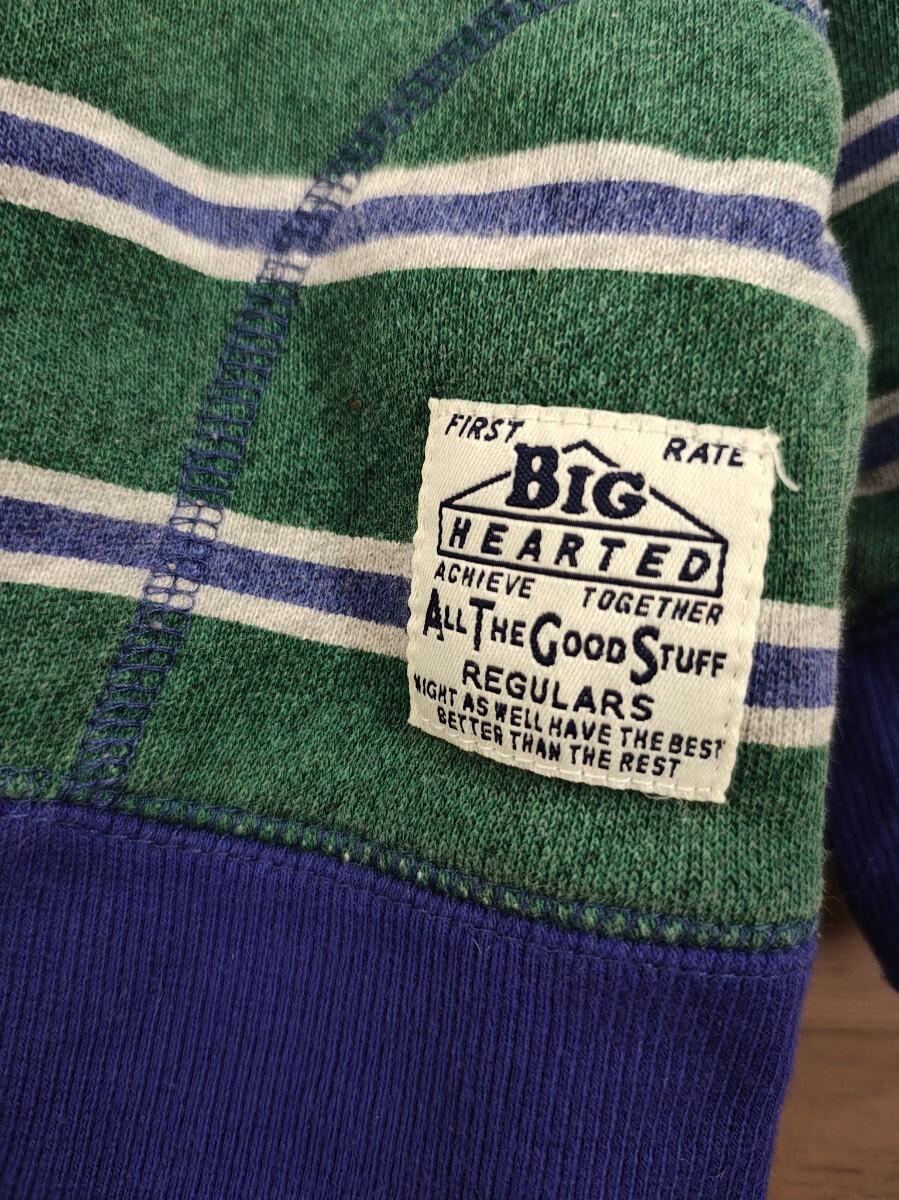 FIRST RATE
BIG
HEARTED
ACHIEVE TOGETHER
ALL THE GOOD STUFF
REGULARS
MIGHT AS WELL HAVE THE BEST
BETTER THAN THE REST